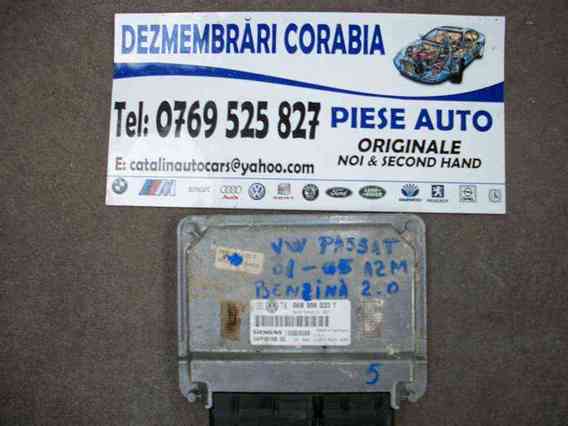 DEZMEMBRĂRI CORABIA
Tel: 0769 525 827
PIESE AUTO
ORIGINALE
NOI & SECOND HAND
E: catalinautocars@yahoo.com
VW PASSAT
01-05 AZM
BENZINĂ 2.0
SIEMENS
5